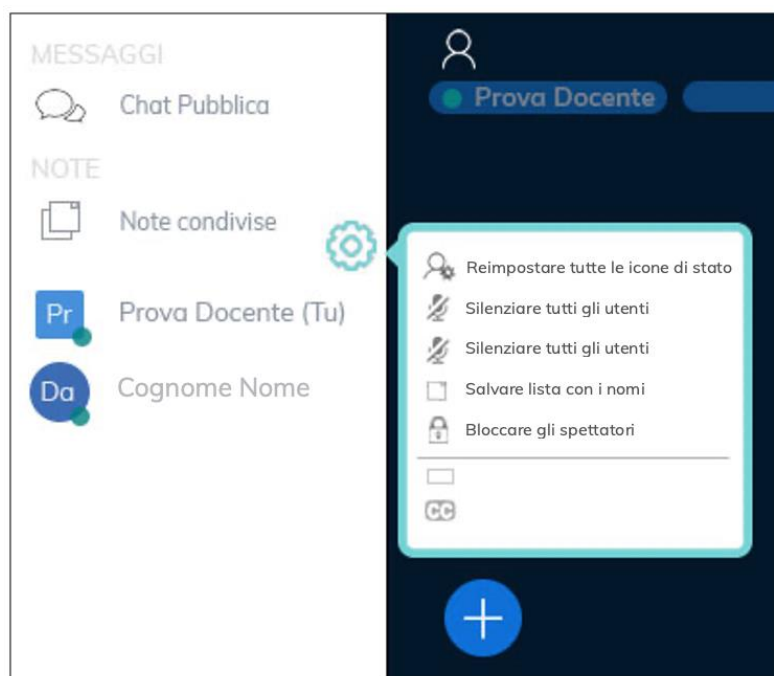 MESSAGGI
Chat Pubblica
NOTE
Note condivise
Pr
Prova Docente (Tu)
Da
Cognome Nome
Prova Docente
Reimpostare tutte le icone di stato
Silenziare tutti gli utenti
Silenziare tutti gli utenti
Salvare lista con i nomi
Bloccare gli spettatori
CC